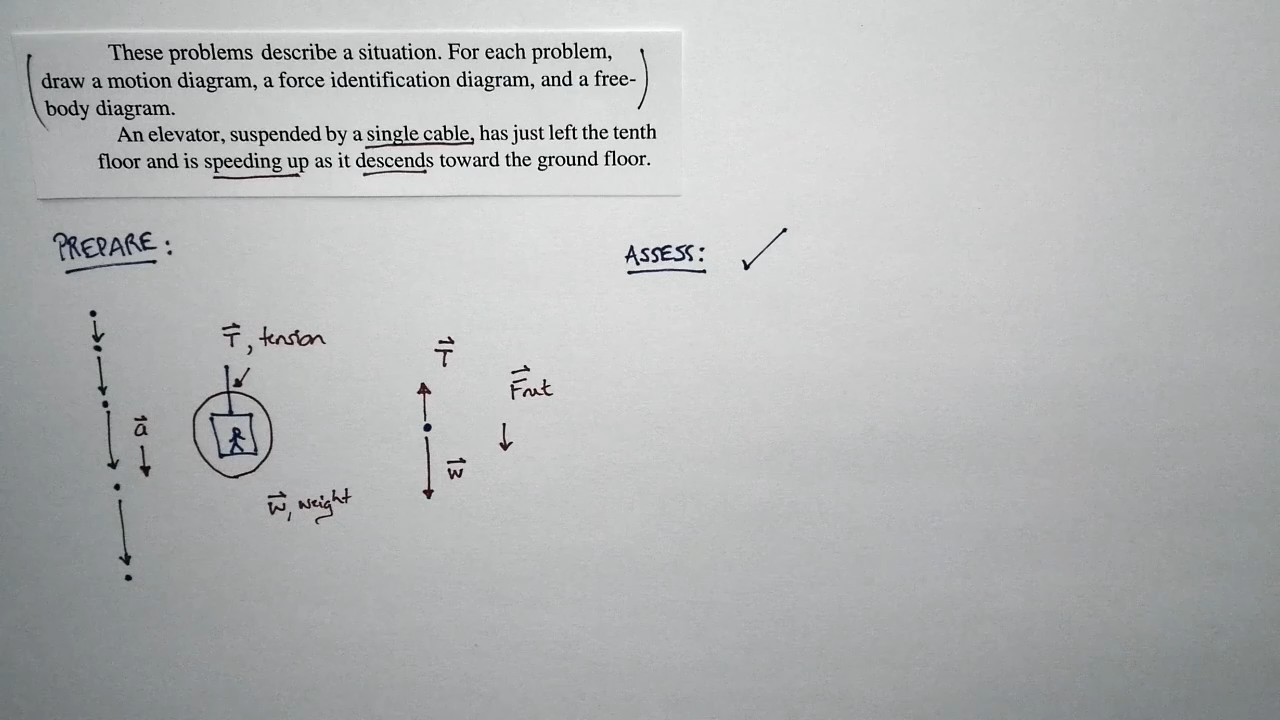 These problems describe a situation. For each problem,
draw a motion diagram, a force identification diagram, and a free-
body diagram.
An elevator, suspended by a single cable, has just left the tenth
floor and is speeding up as it descends toward the ground floor.
PREPARE:
ASSESS: ✓
T⃗, tension
a⃗
w⃗, weight
T⃗
w⃗
F⃗net